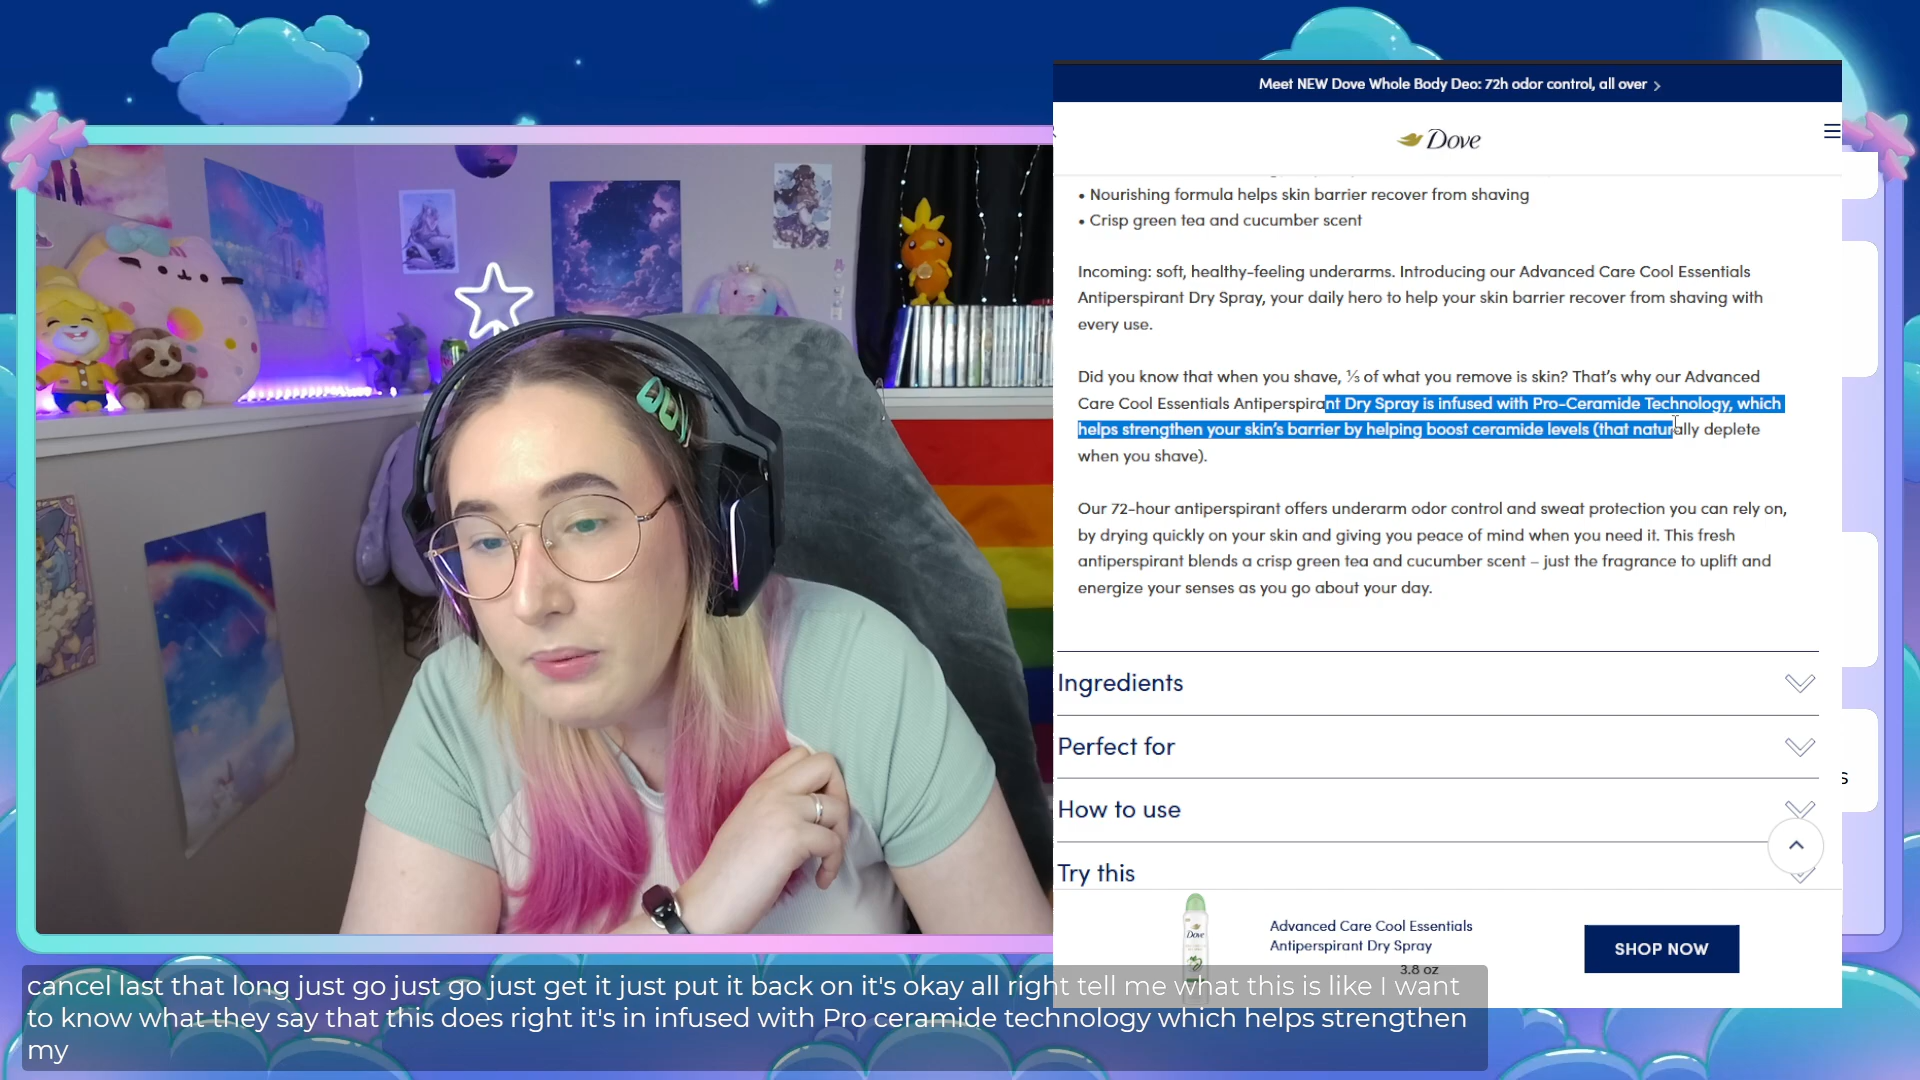 Meet NEW Dove Whole Body Deo: 72h odor control, all over
Dove
• Nourishing formula helps skin barrier recover from shaving
• Crisp green tea and cucumber scent
Incoming: soft, healthy-feeling underarms. Introducing our Advanced Care Cool Essentials
Antiperspirant Dry Spray, your daily hero to help your skin barrier recover from shaving with
every use.
Did you know that when you shave, ⅓ of what you remove is skin? That’s why our Advanced
Care Cool Essentials Antiperspirant Dry Spray is infused with Pro-Ceramide Technology, which
helps strengthen your skin’s barrier by helping boost ceramide levels (that naturally deplete
when you shave).
Our 72-hour antiperspirant offers underarm odor control and sweat protection you can rely on,
by drying quickly on your skin and giving you peace of mind when you need it. This fresh
antiperspirant blends a crisp green tea and cucumber scent – just the fragrance to uplift and
energize your senses as you go about your day.
Ingredients
Perfect for
How to use
Try this
s
Dove
Advanced Care Cool Essentials
Antiperspirant Dry Spray
3.8 oz
SHOP NOW
cancel last that long just go just go just get it just put it back on it's okay all right tell me what this is like I want
to know what they say that this does right it's in infused with Pro ceramide technology which helps strengthen
my